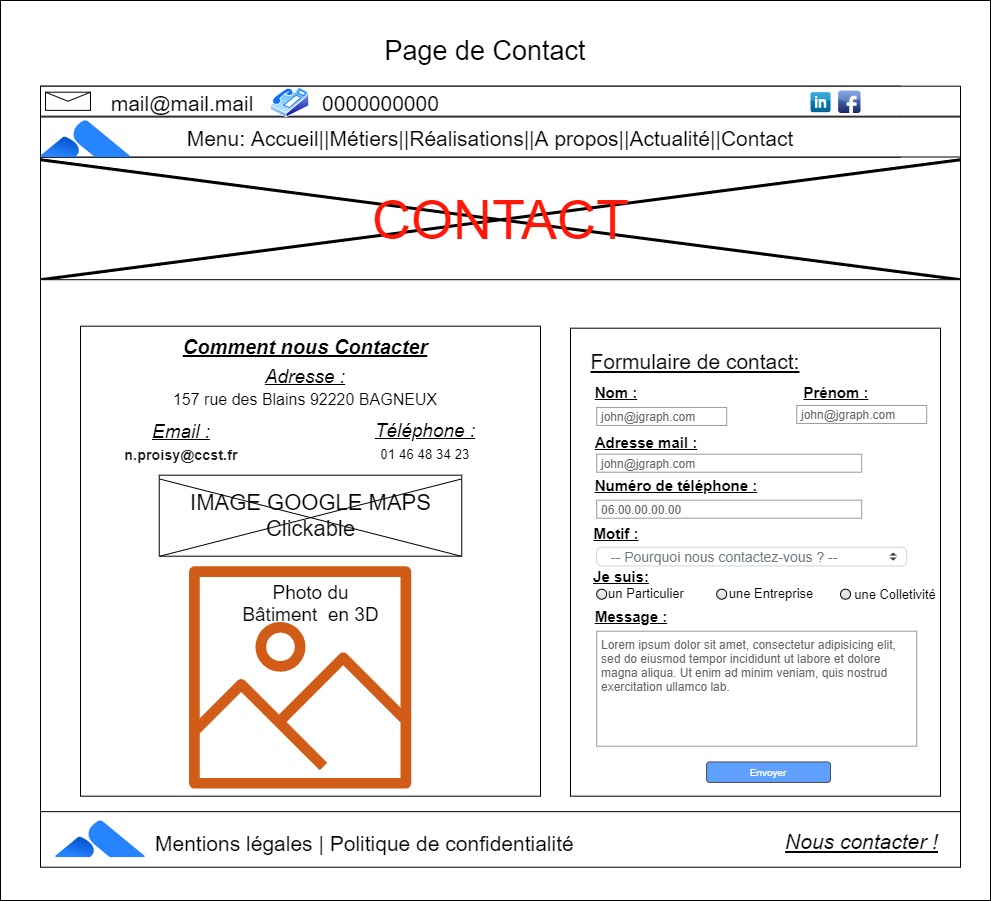 Page de Contact
mail@mail.mail 0000000000 in f
Menu: Accueil||Métiers||Réalisations||A propos||Actualité||Contact
CONTACT
Comment nous Contacter
Adresse :
157 rue des Blains 92220 BAGNEUX
Email : Téléphone :
n.proisy@ccst.fr 01 46 48 34 23
IMAGE GOOGLE MAPS
Clickable
Photo du
Bâtiment en 3D
Formulaire de contact:
Nom : Prénom :
john@jgraph.com john@jgraph.com
Adresse mail :
john@jgraph.com
Numéro de téléphone :
06.00.00.00.00
Motif :
-- Pourquoi nous contactez-vous ? --
Je suis:
un Particulier une Entreprise une Colletivité
Message :
Lorem ipsum dolor sit amet, consectetur adipisicing elit,
sed do eiusmod tempor incididunt ut labore et dolore
magna aliqua. Ut enim ad minim veniam, quis nostrud
exercitation ullamco lab.
Envoyer
Mentions légales | Politique de confidentialité
Nous contacter !